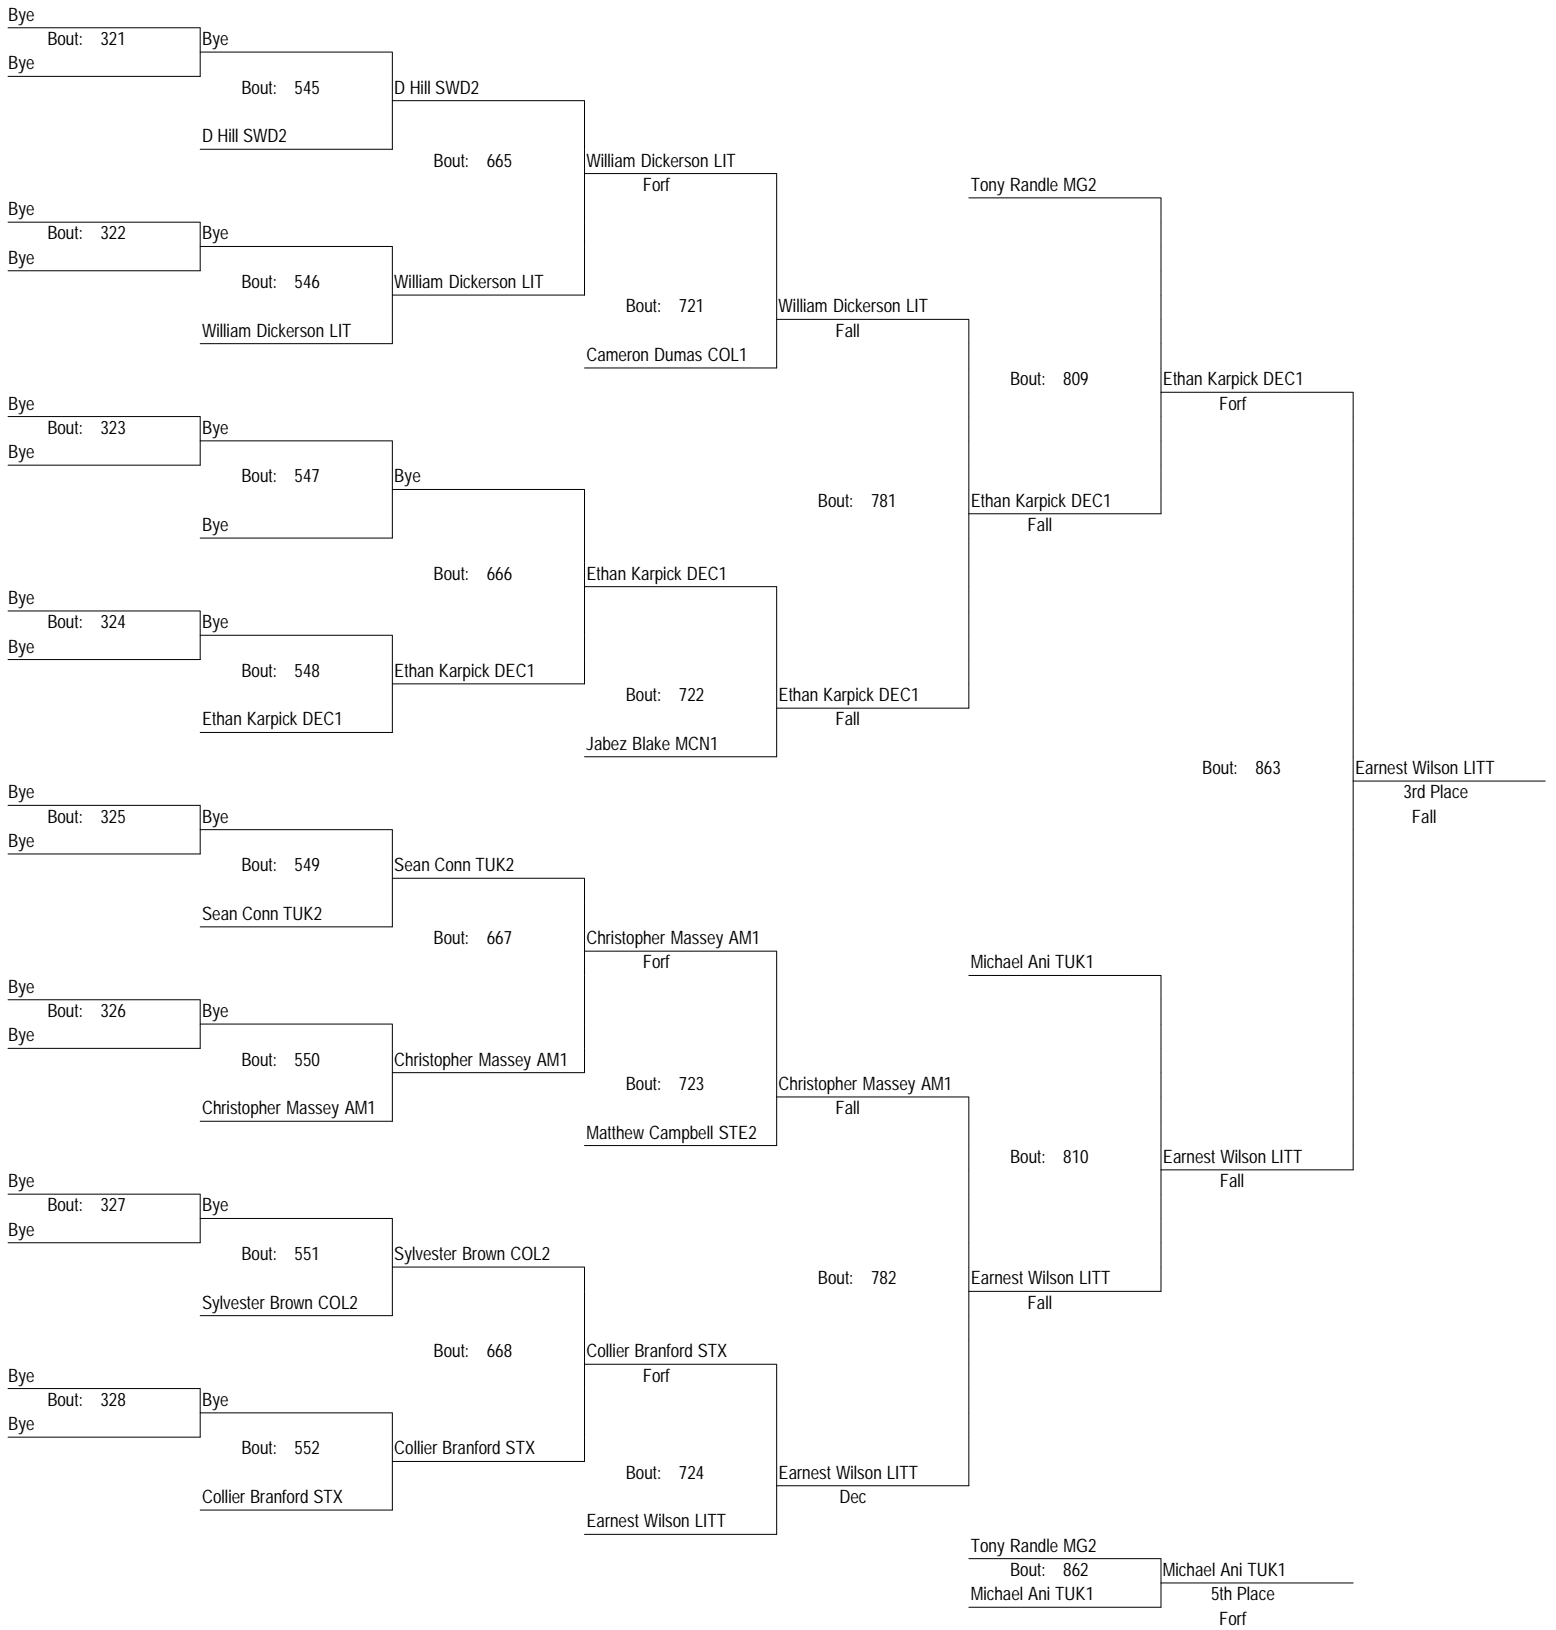 Bye
Bout: 321
Bye
Bye
Bout: 545
D Hill SWD2
D Hill SWD2
Bout: 665
William Dickerson LIT
Forf
Tony Randle MG2
Bye
Bout: 322
Bye
Bye
Bout: 546
William Dickerson LIT
William Dickerson LIT
Bout: 721
William Dickerson LIT
Fall
Cameron Dumas COL1
Bout: 809
Ethan Karpick DEC1
Forf
Bye
Bout: 323
Bye
Bye
Bout: 547
Bye
Bye
Bout: 781
Ethan Karpick DEC1
Fall
Bout: 666
Ethan Karpick DEC1
Bye
Bout: 324
Bye
Bye
Bout: 548
Ethan Karpick DEC1
Ethan Karpick DEC1
Bout: 722
Ethan Karpick DEC1
Fall
Jabez Blake MCN1
Bout: 863
Earnest Wilson LITT
3rd Place
Fall
Bye
Bout: 325
Bye
Bye
Bout: 549
Sean Conn TUK2
Sean Conn TUK2
Bout: 667
Christopher Massey AM1
Forf
Michael Ani TUK1
Bye
Bout: 326
Bye
Bye
Bout: 550
Christopher Massey AM1
Christopher Massey AM1
Bout: 723
Christopher Massey AM1
Fall
Matthew Campbell STE2
Bout: 810
Earnest Wilson LITT
Fall
Bye
Bout: 327
Bye
Bye
Bout: 551
Sylvester Brown COL2
Sylvester Brown COL2
Bout: 782
Earnest Wilson LITT
Fall
Bout: 668
Collier Branford STX
Forf
Bye
Bout: 328
Bye
Bye
Bout: 552
Collier Branford STX
Collier Branford STX
Bout: 724
Earnest Wilson LITT
Dec
Earnest Wilson LITT
Tony Randle MG2
Bout: 862
Michael Ani TUK1
Michael Ani TUK1
5th Place
Forf